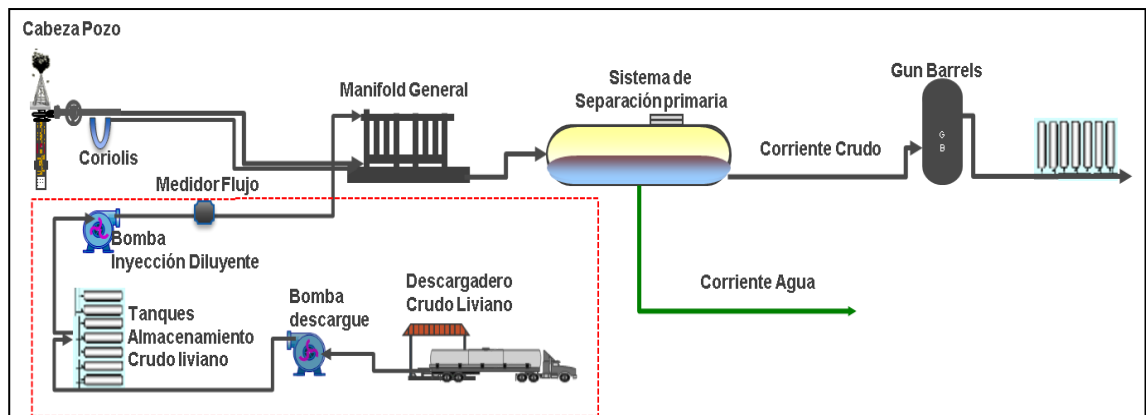 Cabeza Pozo
Coriolis
Manifold General
Sistema de
Separación primaria
Gun Barrels
G
B
Corriente Crudo
Medidor Flujo
Bomba
Inyección Diluyente
Tanques
Almacenamiento
Crudo liviano
Bomba
descargue
Descargadero
Crudo Liviano
Corriente Agua